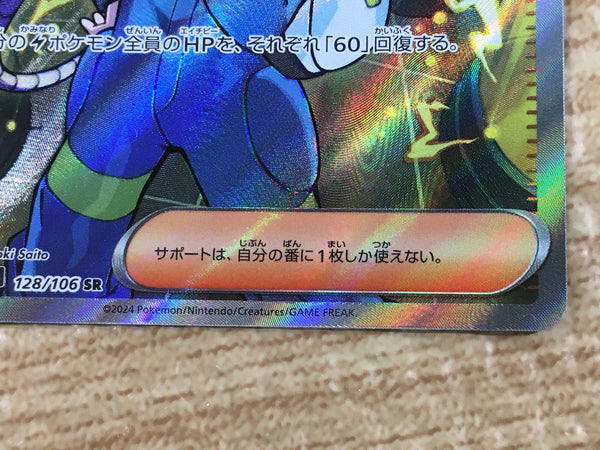 分の⚡ポケモン全員のHPを、それぞれ「60」回復する。
サポートは、自分の番に1枚しか使えない。
oki Saito
128/106 SR
©2024 Pokémon/Nintendo/Creatures/GAME FREAK.